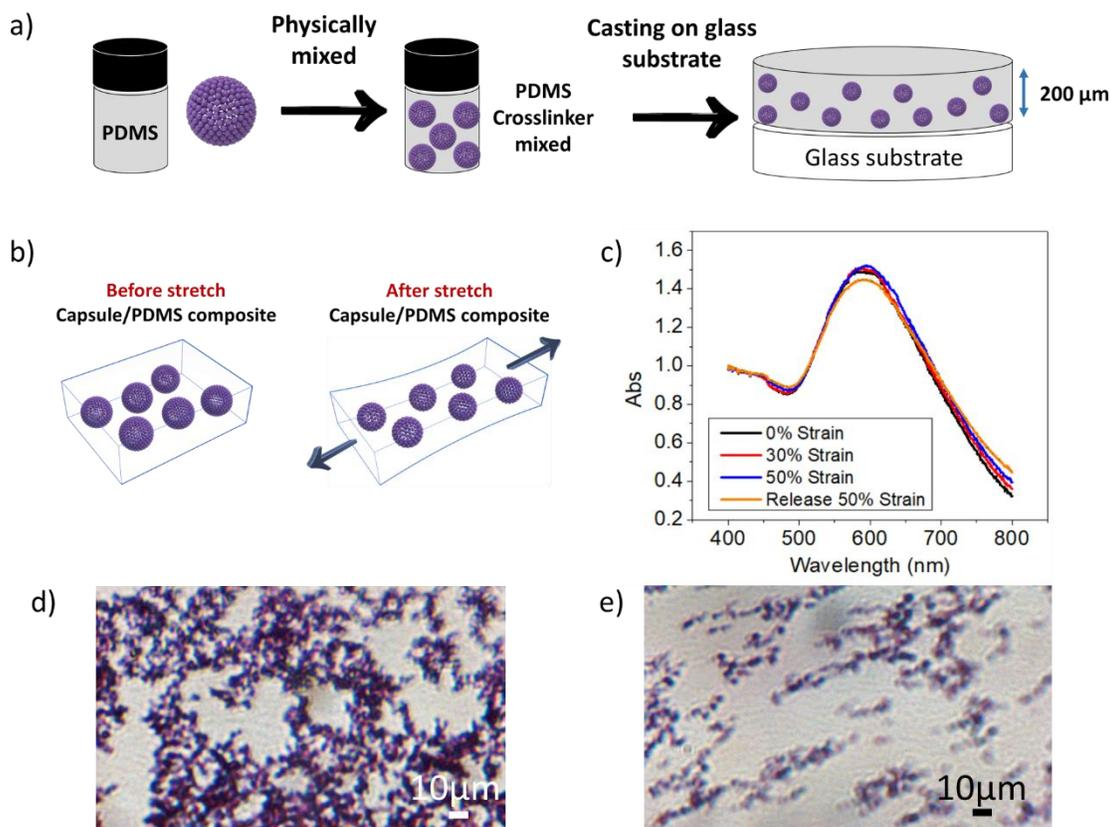 a)
Physically
mixed
Casting on glass
substrate
PDMS
PDMS
Crosslinker
mixed
200 µm
Glass substrate
b)
Before stretch
Capsule/PDMS composite
After stretch
Capsule/PDMS composite
c)
1.6
1.4
1.2
1.0
0.8
0.6
0.4
0.2
Abs
0% Strain
30% Strain
50% Strain
Release 50% Strain
400 500 600 700 800
Wavelength (nm)
d)
10µm
e)
10µm